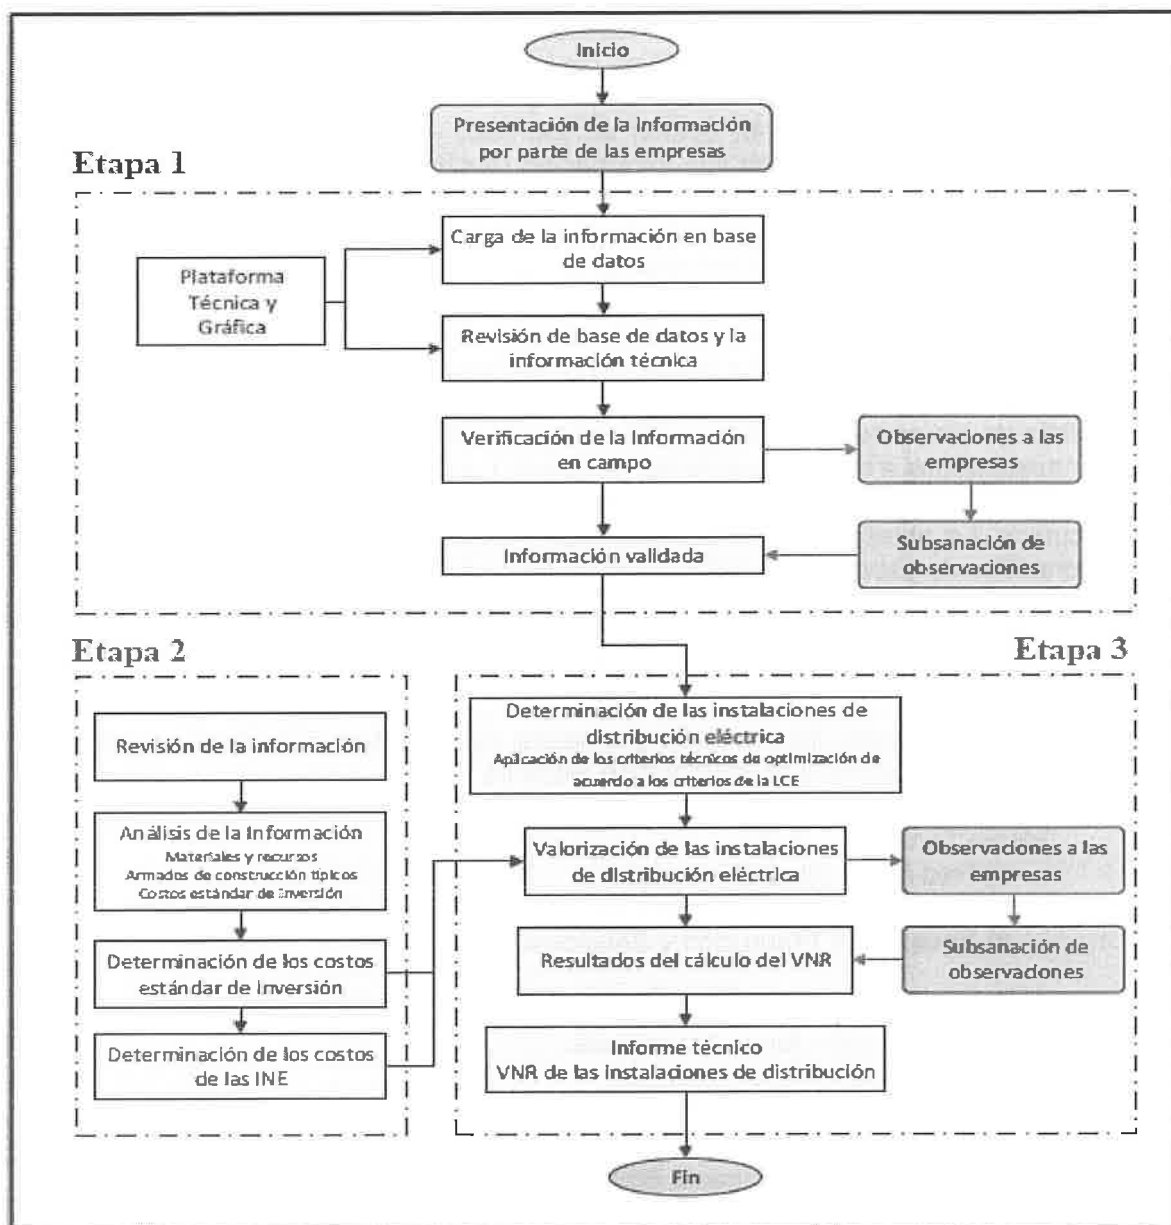 Inicio
Presentación de la Información
por parte de las empresas
Etapa 1
Carga de la información en base
de datos
Plataforma
Técnica y
Gráfica
Revisión de base de datos y la
información técnica
Verificación de la Información
en campo
Observaciones a las
empresas
Información validada
Subsanación de
observaciones
Etapa 2
Revisión de la información
Análisis de la Información
Materiales y recursos
Armados de construcción típicos
Costos estándar de Inversión
Determinación de los costos
estándar de Inversión
Determinación de los costos
de las INE
Etapa 3
Determinación de las instalaciones de
distribución eléctrica
Aplicación de los criterios técnicos de optimización de
acuerdo a los criterios de la LCE
Valorización de las instalaciones
de distribución eléctrica
Observaciones a las
empresas
Resultados del cálculo del VNR
Subsanación de
observaciones
Informe técnico
VNR de las Instalaciones de distribución
Fin